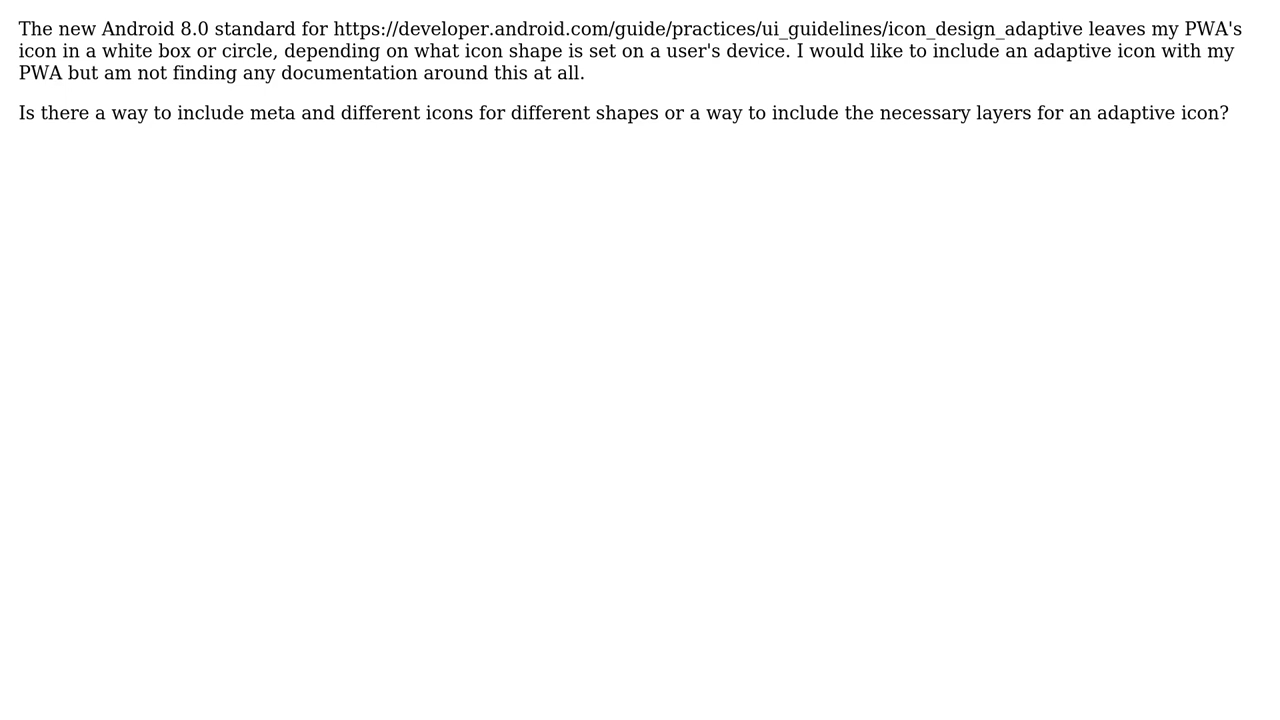 The new Android 8.0 standard for https://developer.android.com/guide/practices/ui_guidelines/icon_design_adaptive leaves my PWA's
icon in a white box or circle, depending on what icon shape is set on a user's device. I would like to include an adaptive icon with my
PWA but am not finding any documentation around this at all.
Is there a way to include meta and different icons for different shapes or a way to include the necessary layers for an adaptive icon?